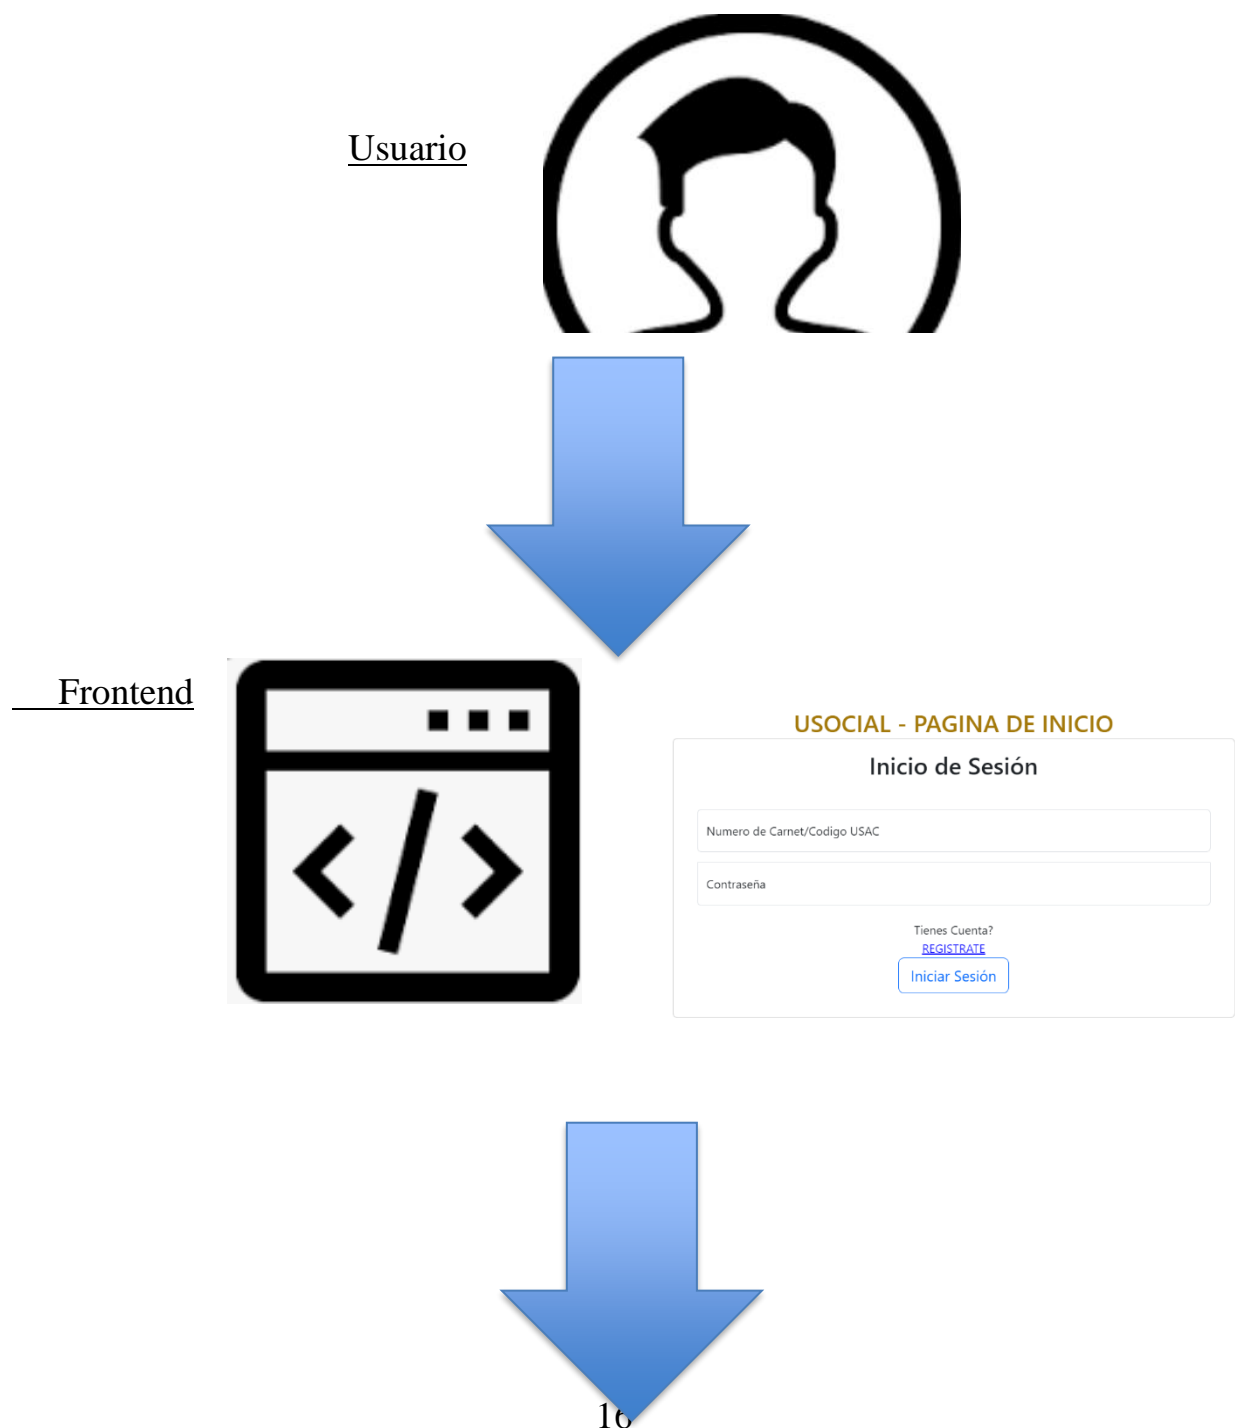 Usuario
Frontend
USOCIAL - PAGINA DE INICIO
Inicio de Sesión
Numero de Carnet/Codigo USAC
Contraseña
Tienes Cuenta?
REGISTRATE
Iniciar Sesión
16